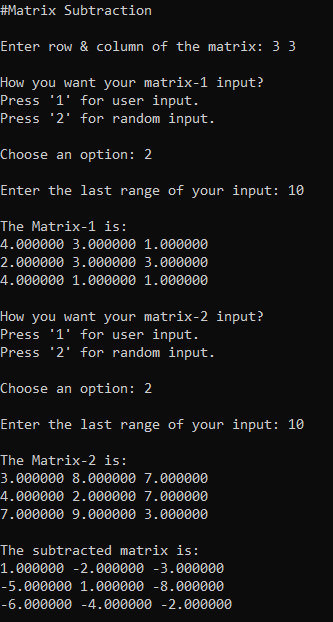 #Matrix Subtraction
Enter row & column of the matrix: 3 3
How you want your matrix-1 input?
Press '1' for user input.
Press '2' for random input.
Choose an option: 2
Enter the last range of your input: 10
The Matrix-1 is:
4.000000 3.000000 1.000000
2.000000 3.000000 3.000000
4.000000 1.000000 1.000000
How you want your matrix-2 input?
Press '1' for user input.
Press '2' for random input.
Choose an option: 2
Enter the last range of your input: 10
The Matrix-2 is:
3.000000 8.000000 7.000000
4.000000 2.000000 7.000000
7.000000 9.000000 3.000000
The subtracted matrix is:
1.000000 -2.000000 -3.000000
-5.000000 1.000000 -8.000000
-6.000000 -4.000000 -2.000000